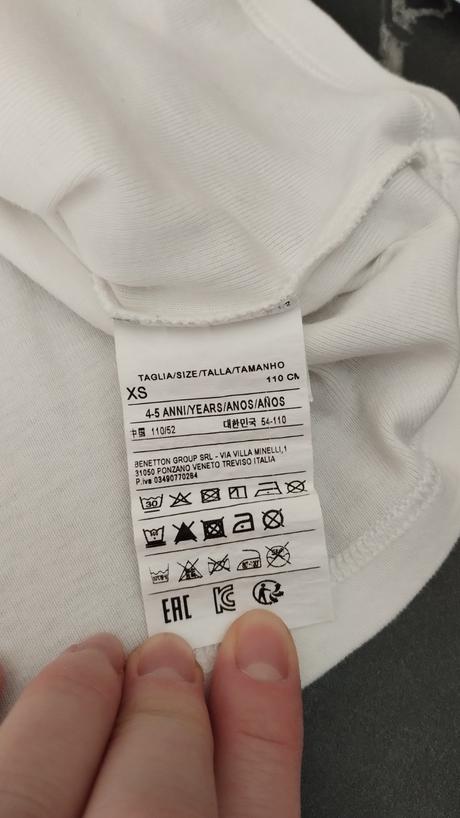 TAGLIA/SIZE/TALLA/TAMANHO
XS 110 CM
4-5 ANNI/YEARS/ANOS/AÑOS
中国 110/52 대한민국 54-110
BENETTON GROUP SRL - VIA VILLA MINELLI,1
31050 PONZANO VENETO TREVISO ITALIA
P.iva 03490770264
30
EAC KC